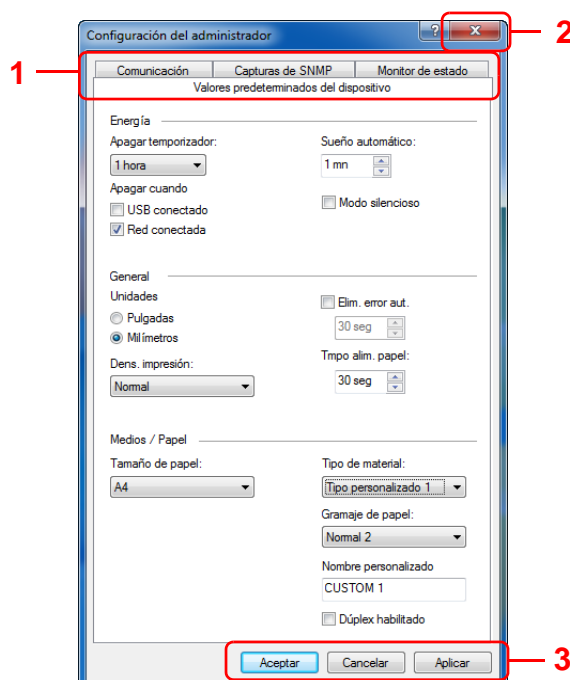 Configuración del administrador
?
x
2
1
Comunicación
Capturas de SNMP
Monitor de estado
Valores predeterminados del dispositivo
Energía
Apagar temporizador:
Sueño automático:
1 hora
1 mn
Apagar cuando
USB conectado
Modo silencioso
Red conectada
General
Unidades
Elim. error aut.
Pulgadas
30 seg
Milímetros
Tmpo alim. papel:
Dens. impresión:
30 seg
Normal
Medios / Papel
Tamaño de papel:
Tipo de material:
A4
Tipo personalizado 1
Gramaje de papel:
Normal 2
Nombre personalizado
CUSTOM 1
Dúplex habilitado
Aceptar
Cancelar
Aplicar
3